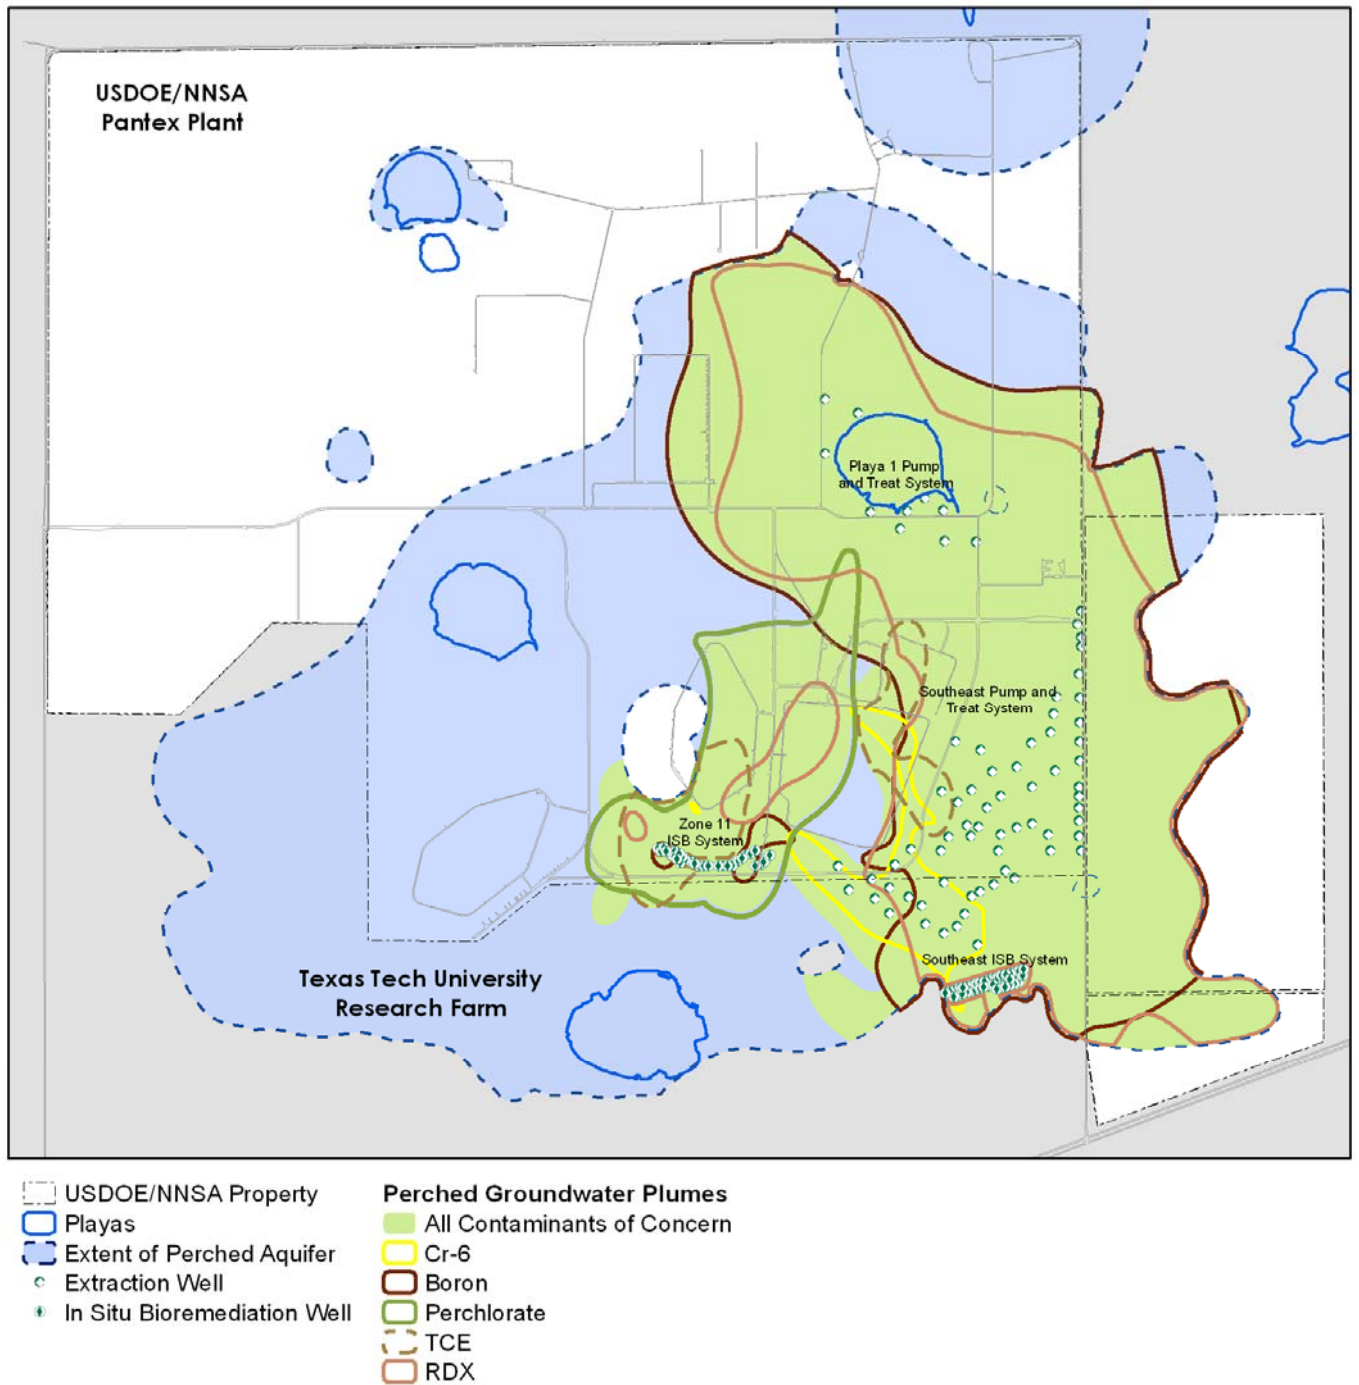 USDOE/NNSA
Pantex Plant
Playa 1 Pump
and Treat System
Southeast Pump and
Treat System
Zone 11
ISB System
Southeast ISB System
Texas Tech University
Research Farm
USDOE/NNSA Property
Playas
Extent of Perched Aquifer
Extraction Well
In Situ Bioremediation Well
Perched Groundwater Plumes
All Contaminants of Concern
Cr-6
Boron
Perchlorate
TCE
RDX